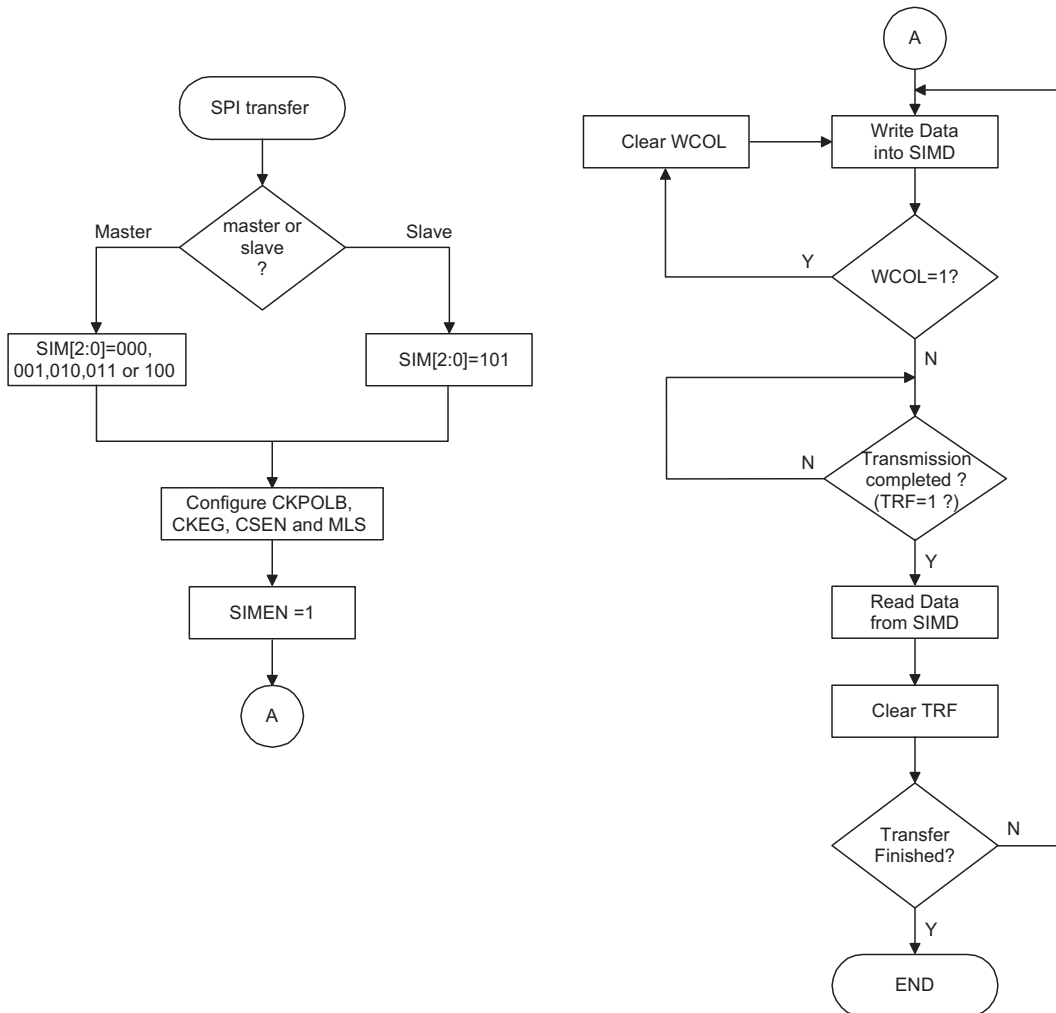 SPI transfer
master or
slave
?
Master
Slave
SIM[2:0]=000,
001,010,011 or 100
SIM[2:0]=101
Configure CKPOLB,
CKEG, CSEN and MLS
SIMEN =1
A
A
Write Data
into SIMD
Clear WCOL
WCOL=1?
Y
N
Transmission
completed ?
(TRF=1 ?)
N
Y
Read Data
from SIMD
Clear TRF
Transfer
Finished?
N
Y
END